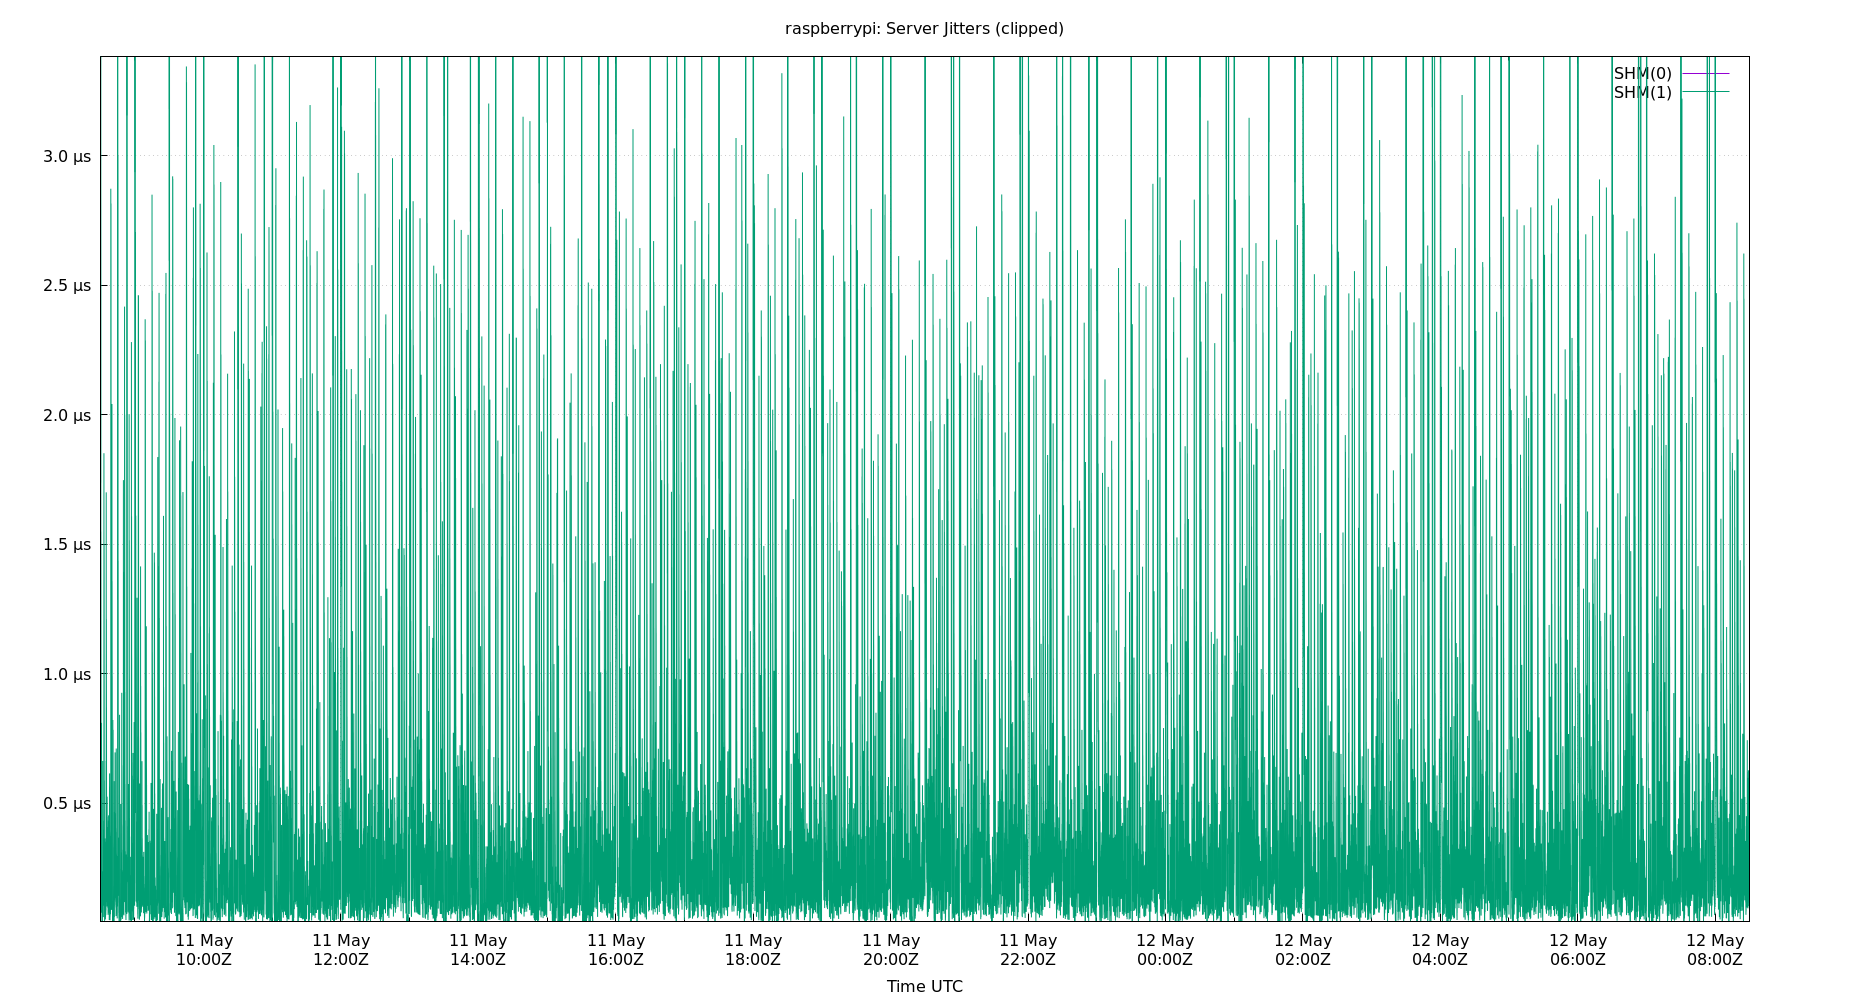 raspberrypi: Server Jitters (clipped)
SHM(0)
SHM(1)
3.0 µs
2.5 µs
2.0 µs
1.5 µs
1.0 µs
0.5 µs
11 May 11 May 11 May 11 May 11 May 11 May 11 May 12 May 12 May 12 May 12 May 12 May
10:00Z 12:00Z 14:00Z 16:00Z 18:00Z 20:00Z 22:00Z 00:00Z 02:00Z 04:00Z 06:00Z 08:00Z
Time UTC